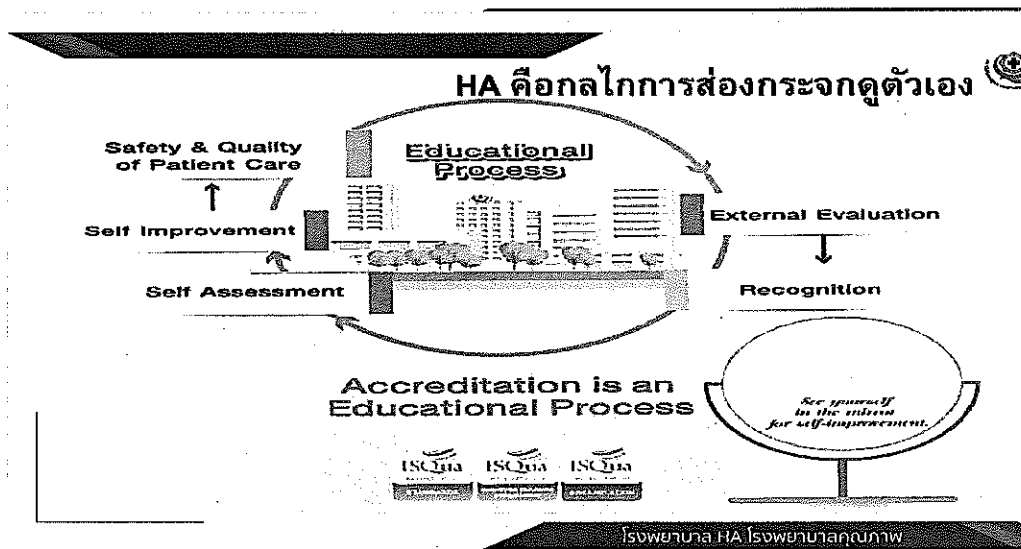 HA คือกลไกการส่องกระจกดูตัวเอง
Safety & Quality
of Patient Care
Educational
Process
Self Improvement
External Evaluation
Self Assessment
Recognition
Accreditation is an
Educational Process
See yourself
in the mirror
for self-improvement.
ISQua ISQua ISQua
โรงพยาบาล HA โรงพยาบาลคุณภาพ